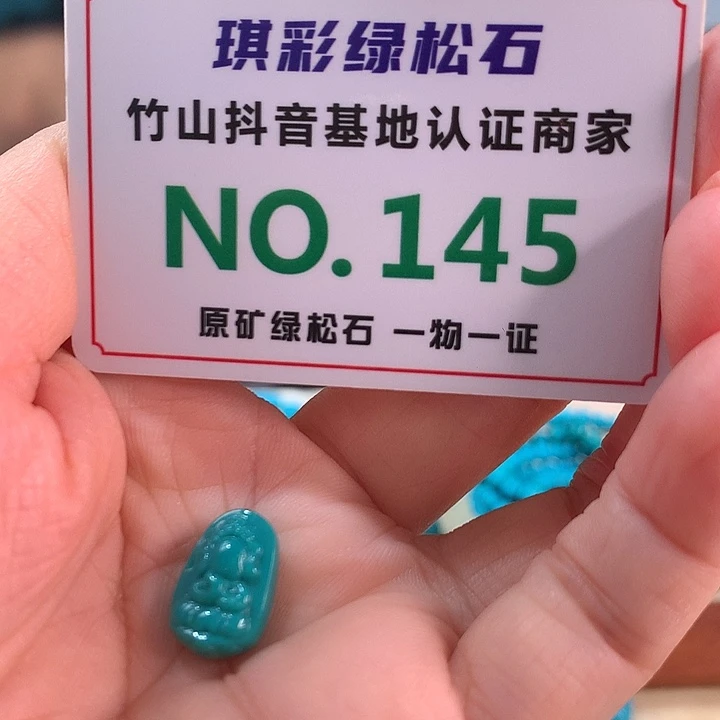 琪彩绿松石
竹山抖音基地认证商家
NO.145
原矿绿松石 一物一证